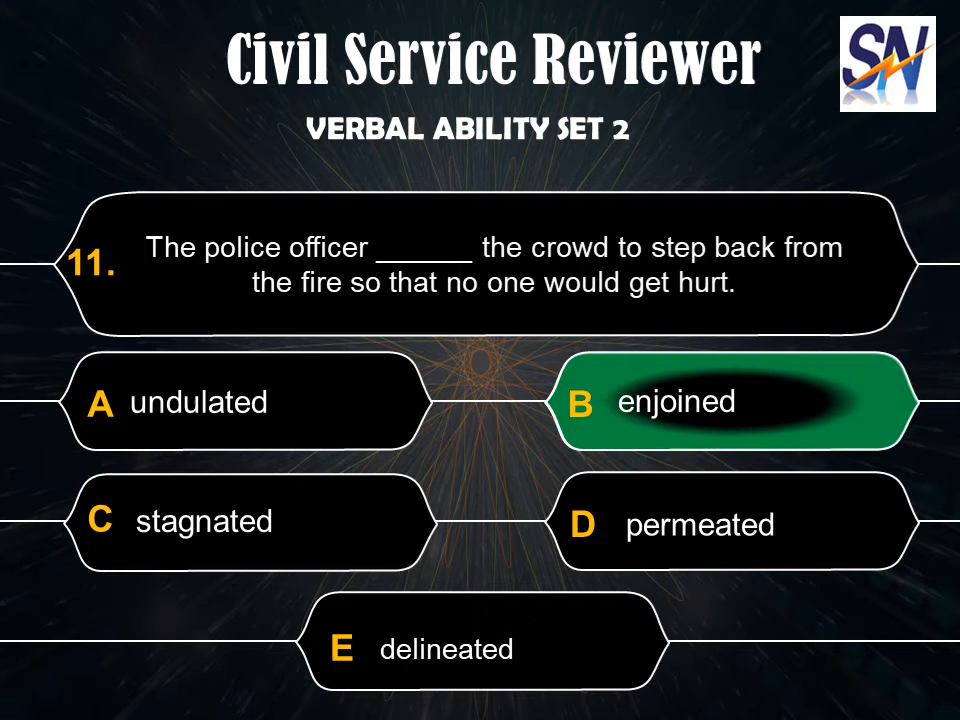 Civil Service Reviewer
SN
VERBAL ABILITY SET 2
11. The police officer ______ the crowd to step back from
the fire so that no one would get hurt.
A undulated
B enjoined
C stagnated
D permeated
E delineated